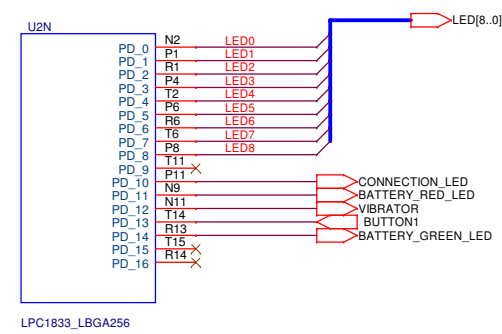 U2N
LED[8..0]
PD_0 N2 LED0
PD_1 P1 LED1
PD_2 R1 LED2
PD_3 P4 LED3
PD_4 T2 LED4
PD_5 P6 LED5
PD_6 R6 LED6
PD_7 T6 LED7
PD_8 P8 LED8
PD_9 T11
PD_10 P11 CONNECTION_LED
PD_11 N9 BATTERY_RED_LED
PD_12 N11 VIBRATOR
PD_13 T14 BUTTON1
PD_14 R13 BATTERY_GREEN_LED
PD_15 T15
PD_16 R14
LPC1833_LBGA256